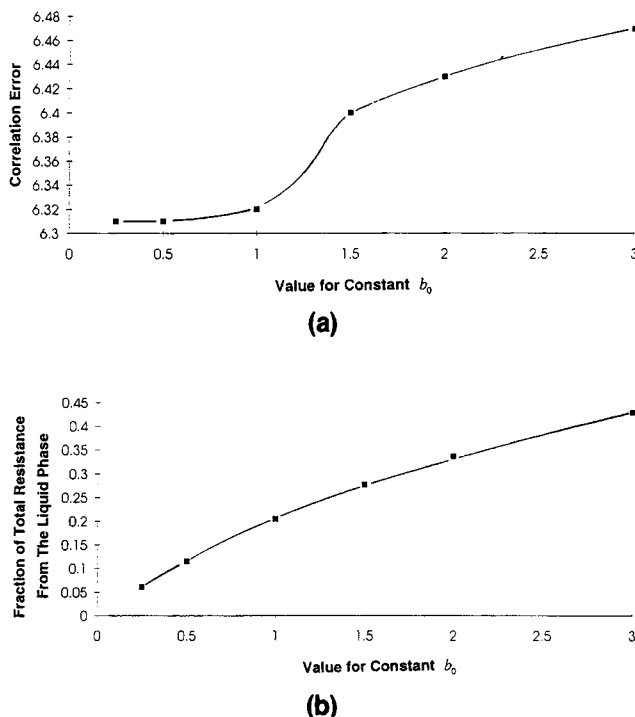 6.48
6.46
6.44
6.42
6.4
6.38
6.36
6.34
6.32
6.3
Correlation Error
0 0.5 1 1.5 2 2.5 3
Value for Constant b₀
(a)
0.45
0.4
0.35
0.3
0.25
0.2
0.15
0.1
0.05
0
Fraction of Total Resistance
From The Liquid Phase
0 0.5 1 1.5 2 2.5 3
Value for Constant b₀
(b)